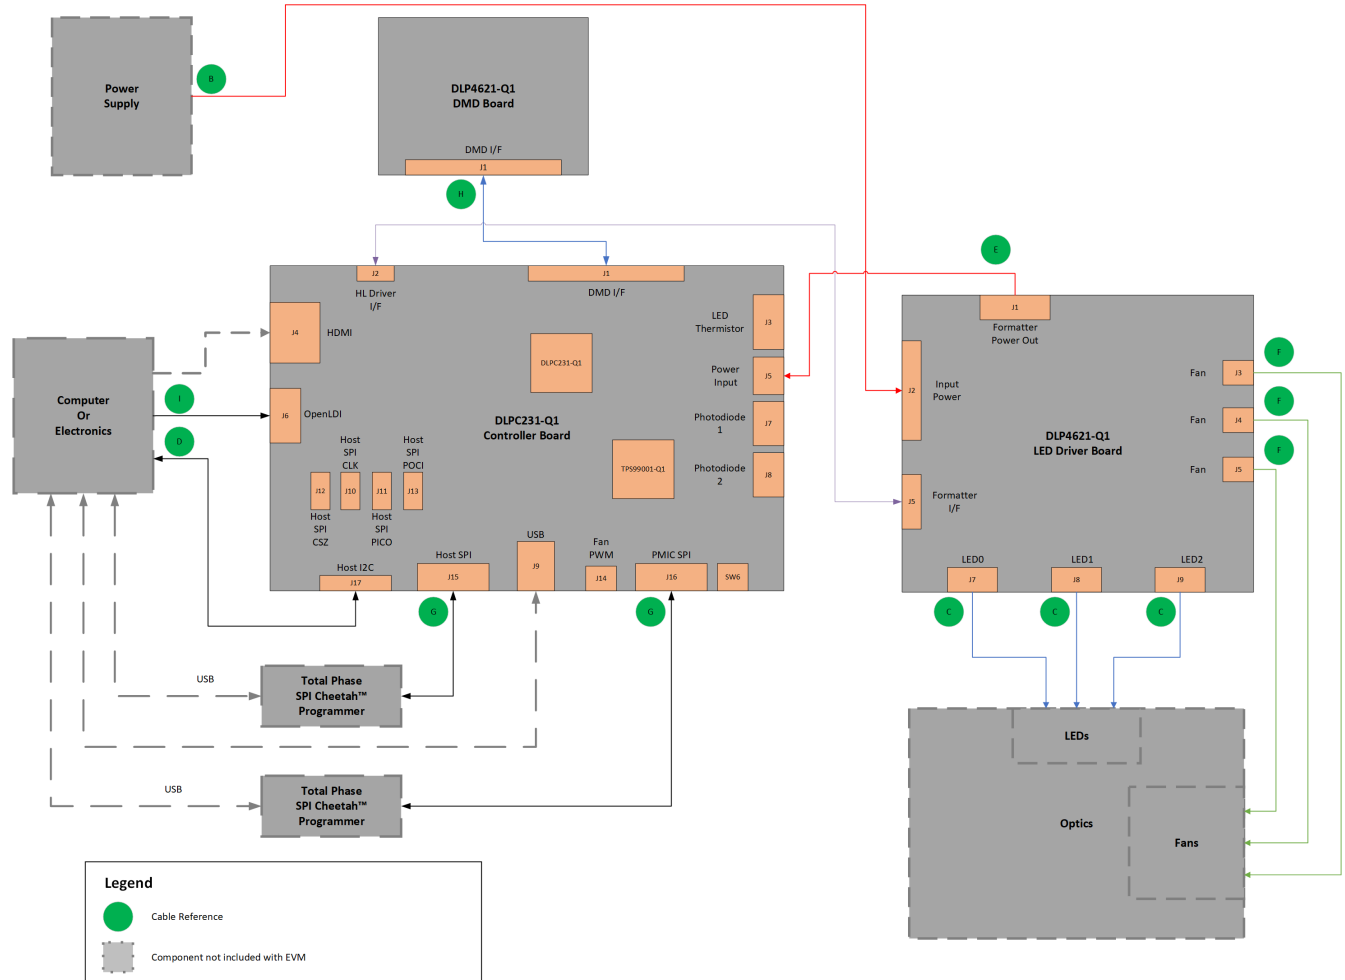 Power
Supply
B
DLP4621-Q1
DMD Board
DMD I/F
J1
H
E
J2
HL Driver
I/F
J1
DMD I/F
J4
HDMI
LED
Thermistor
J3
DLPC231-Q1
Power
Input
J5
J6
OpenLDI
DLPC231-Q1
Controller Board
Photodiode
1
J7
Photodiode
2
J8
TPS99001-Q1
Host
SPI
CLK
Host
SPI
POCI
J12
J10
J11
J13
Host
SPI
CSZ
Host
SPI
PICO
Host I2C
J17
Host SPI
J15
USB
J9
Fan
PWM
J14
PMIC SPI
J16
SW6
G
G
Computer
Or
Electronics
I
D
J1
Formatter
Power Out
J2
Input
Power
DLP4621-Q1
LED Driver Board
Fan
J3
F
Fan
J4
F
Fan
J5
F
J5
Formatter
I/F
LED0
J7
LED1
J8
LED2
J9
C
C
C
USB
Total Phase
SPI Cheetah™
Programmer
USB
Total Phase
SPI Cheetah™
Programmer
LEDs
Optics
Fans
Legend
Cable Reference
Component not included with EVM